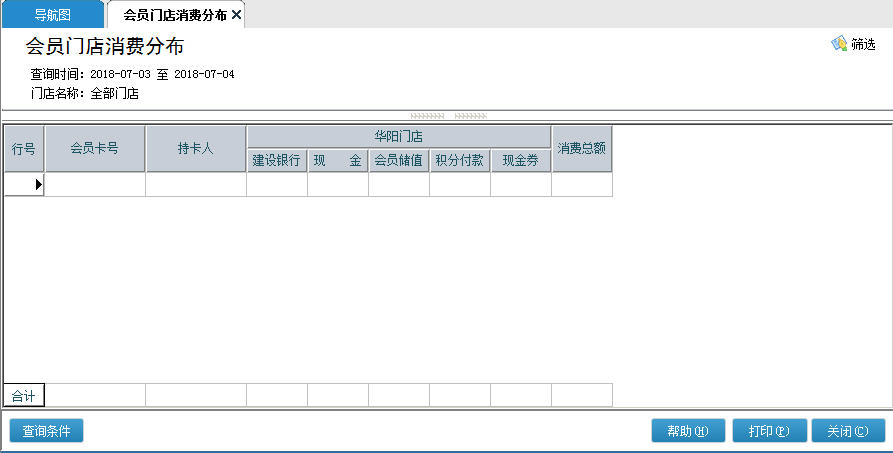 导航图 会员门店消费分布
会员门店消费分布
筛选
查询时间：2018-07-03 至 2018-07-04
门店名称：全部门店
行号 会员卡号 持卡人 华阳门店 消费总额
建设银行 现 金 会员储值 积分付款 现金券
合计
查询条件 帮助(H) 打印(P) 关闭(C)